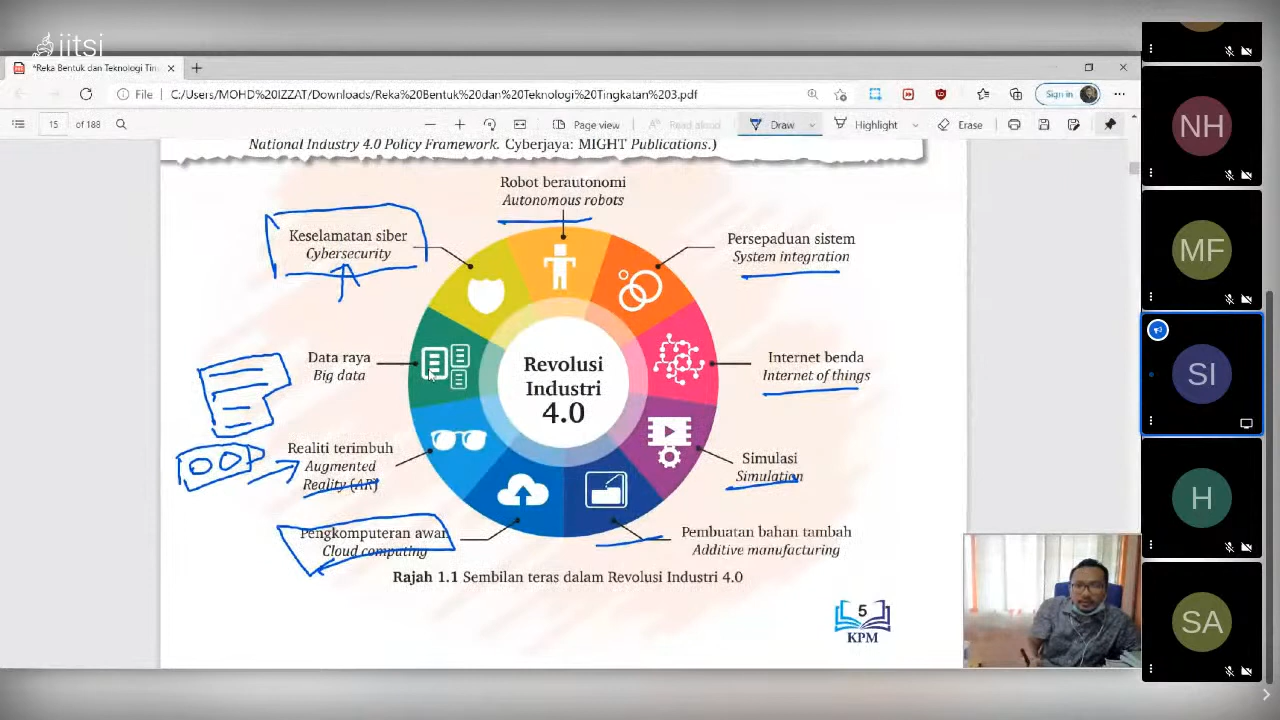 jitsi
*Reka Bentuk dan Teknologi Tin
File
C:/Users/MOHD%20IZZAT/Downloads/Reka%20Bentuk%20dan%20Teknologi%20Tingkatan%203.pdf
Sign in
15 of 188
Page view
Read aloud
Draw
Highlight
Erase
National Industry 4.0 Policy Framework. Cyberjaya: MIGHT Publications.)
Robot berautonomi
Autonomous robots
Keselamatan siber
Cybersecurity
Persepaduan sistem
System integration
Data raya
Big data
Revolusi
Industri
4.0
Internet benda
Internet of things
Realiti terimbuh
Augmented
Reality (AR)
Simulasi
Simulation
Pengkomputeran awan
Cloud computing
Pembuatan bahan tambah
Additive manufacturing
Rajah 1.1 Sembilan teras dalam Revolusi Industri 4.0
5
KPM
NH
MF
SI
H
SA